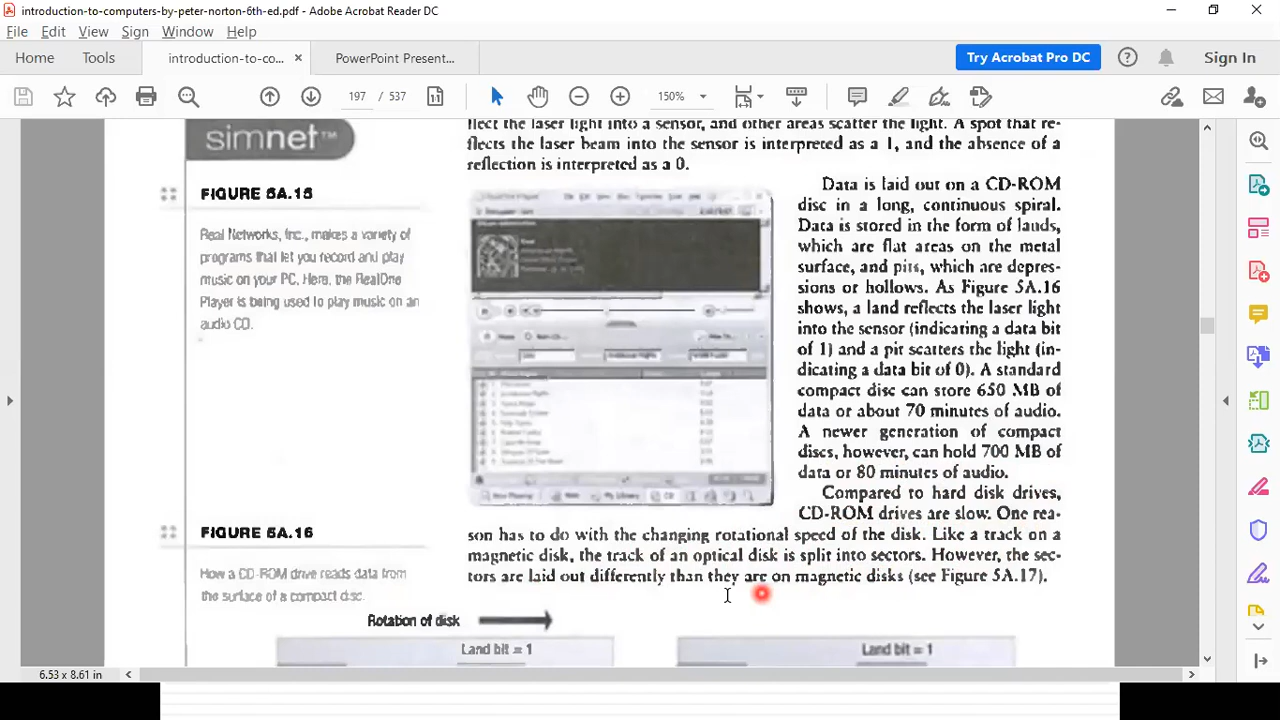 introduction-to-computers-by-peter-norton-6th-ed.pdf - Adobe Acrobat Reader DC
File Edit View Sign Window Help
Home Tools introduction-to-co... × PowerPoint Present... Try Acrobat Pro DC Sign In
197 / 537 150%
simnet™
flect the laser light into a sensor, and other areas scatter the light. A spot that re-
flects the laser beam into the sensor is interpreted as a 1, and the absence of a
reflection is interpreted as a 0.
FIGURE 5A.15
Real Networks, Inc., makes a variety of
programs that let you record and play
music on your PC. Here, the RealOne
Player is being used to play music on an
audio CD.
Data is laid out on a CD-ROM
disc in a long, continuous spiral.
Data is stored in the form of lands,
which are flat areas on the metal
surface, and pits, which are depres-
sions or hollows. As Figure 5A.16
shows, a land reflects the laser light
into the sensor (indicating a data bit
of 1) and a pit scatters the light (in-
dicating a data bit of 0). A standard
compact disc can store 650 MB of
data or about 70 minutes of audio.
A newer generation of compact
discs, however, can hold 700 MB of
data or 80 minutes of audio.
Compared to hard disk drives,
CD-ROM drives are slow. One rea-
son has to do with the changing rotational speed of the disk. Like a track on a
magnetic disk, the track of an optical disk is split into sectors. However, the sec-
tors are laid out differently than they are on magnetic disks (see Figure 5A.17).
FIGURE 5A.16
How a CD-ROM drive reads data from
the surface of a compact disc.
Rotation of disk
Land bit = 1 Land bit = 1
6.53 x 8.61 in